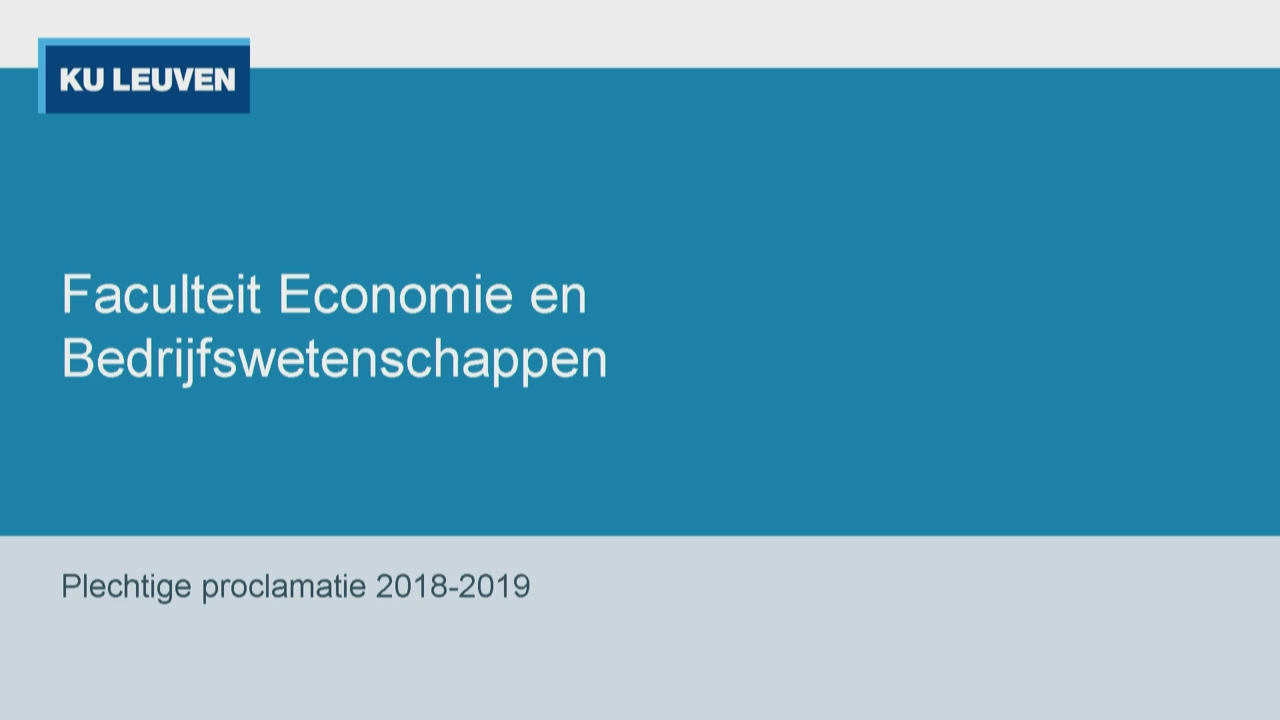 KU LEUVEN
Faculteit Economie en
Bedrijfswetenschappen
Plechtige proclamatie 2018-2019